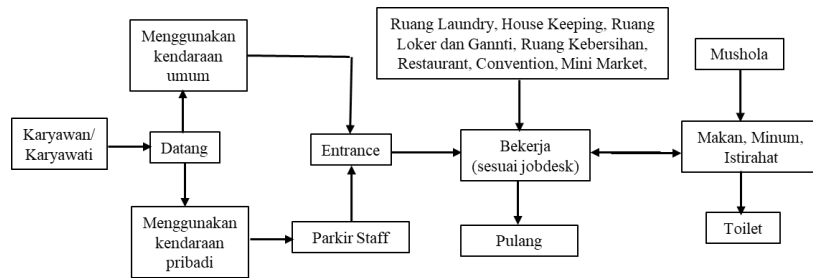 Menggunakan
kendaraan
umum
Ruang Laundry, House Keeping, Ruang
Loker dan Gannti, Ruang Kebersihan,
Restaurant, Convention, Mini Market,
Mushola
Karyawan/
Karyawati
Datang
Entrance
Bekerja
(sesuai jobdesk)
Makan, Minum,
Istirahat
Menggunakan
kendaraan
pribadi
Parkir Staff
Pulang
Toilet